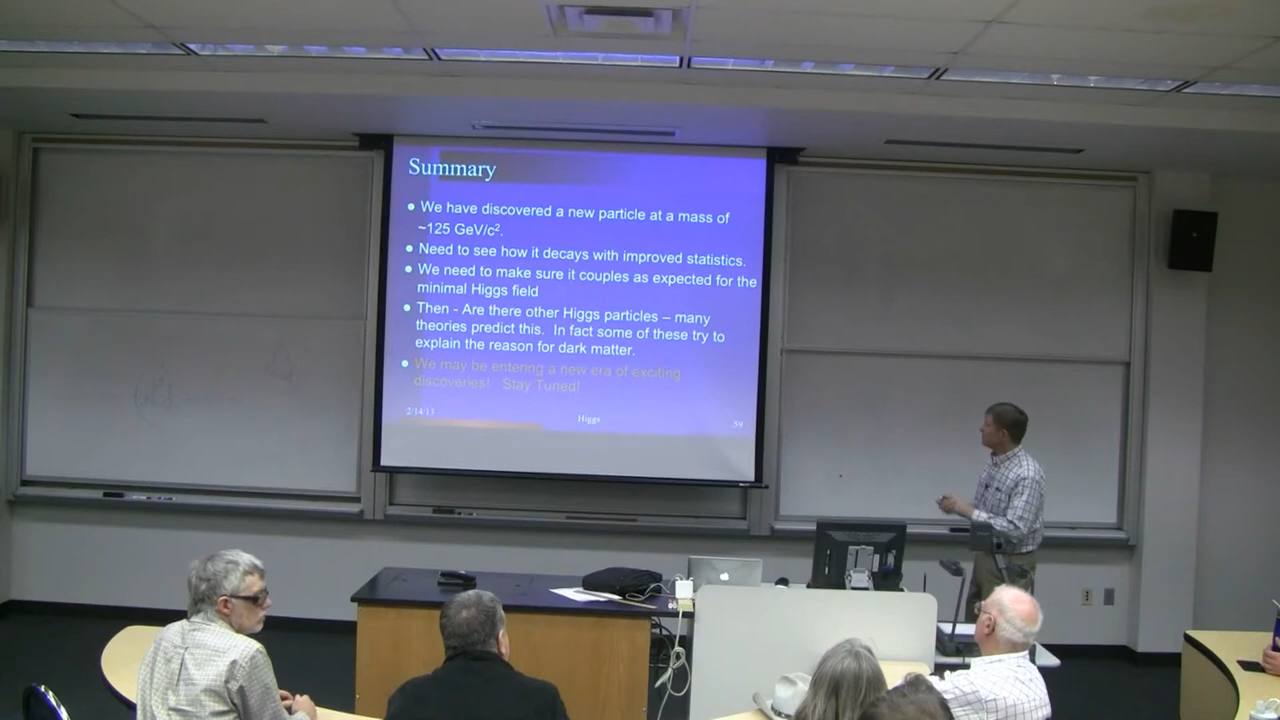 Summary
• We have discovered a new particle at a mass of
~125 GeV/c².
• Need to see how it decays with improved statistics.
• We need to make sure it couples as expected for the
minimal Higgs field
• Then - Are there other Higgs particles – many
theories predict this.  In fact some of these try to
explain the reason for dark matter.
• We may be entering a new era of exciting
discoveries!   Stay Tuned!
2/14/13 Higgs 59